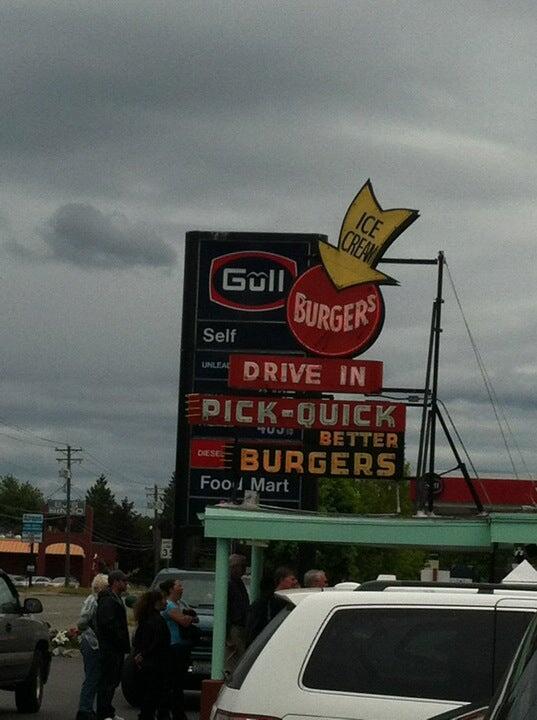 ICE
CREAM
BURGERS
Gull
Self
DRIVE IN
PICK-QUICK
BETTER
DIESEL
BURGERS
Food Mart